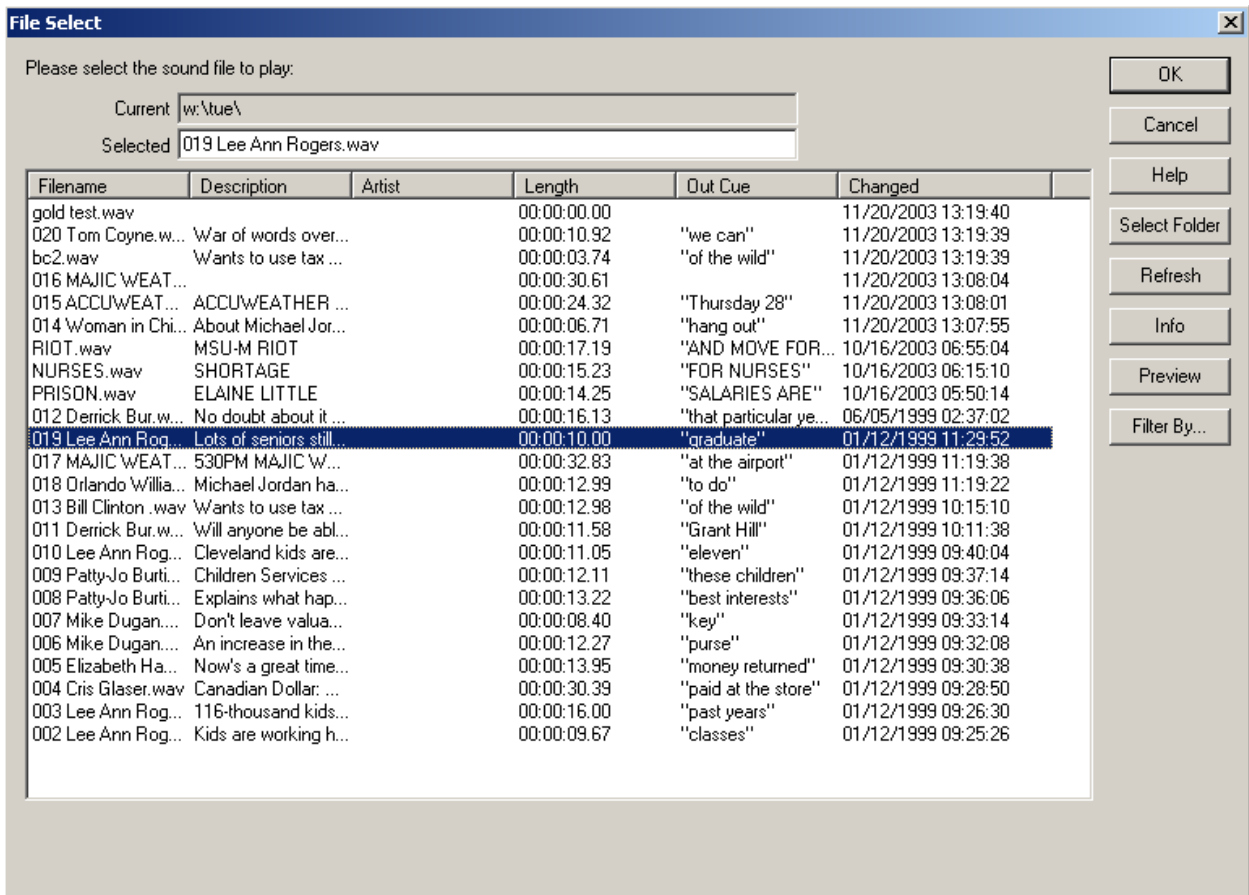 File Select
Please select the sound file to play:
Current w:\tue\
Selected 019 Lee Ann Rogers.wav
OK
Cancel
Help
Select Folder
Refresh
Info
Preview
Filter By...
Filename Description Artist Length Out Cue Changed
gold test.wav 00:00:00.00 11/20/2003 13:19:40
020 Tom Coyne.w... War of words over... 00:00:10.92 "we can" 11/20/2003 13:19:39
bc2.wav Wants to use tax ... 00:00:03.74 "of the wild" 11/20/2003 13:19:39
016 MAJIC WEAT... 00:00:30.61 11/20/2003 13:08:04
015 ACCUWEAT... ACCUWEATHER ... 00:00:24.32 "Thursday 28" 11/20/2003 13:08:01
014 Woman in Chi... About Michael Jor... 00:00:06.71 "hang out" 11/20/2003 13:07:55
RIOT.wav MSU-M RIOT 00:00:17.19 "AND MOVE FOR... 10/16/2003 06:55:04
NURSES.wav SHORTAGE 00:00:15.23 "FOR NURSES" 10/16/2003 06:15:10
PRISON.wav ELAINE LITTLE 00:00:14.25 "SALARIES ARE" 10/16/2003 05:50:14
012 Derrick Bur.w... No doubt about it ... 00:00:16.13 "that particular ye... 06/05/1999 02:37:02
019 Lee Ann Rog... Lots of seniors still... 00:00:10.00 "graduate" 01/12/1999 11:29:52
017 MAJIC WEAT... 530PM MAJIC W... 00:00:32.83 "at the airport" 01/12/1999 11:19:38
018 Orlando Willia... Michael Jordan ha... 00:00:12.99 "to do" 01/12/1999 11:19:22
013 Bill Clinton .wav Wants to use tax ... 00:00:12.98 "of the wild" 01/12/1999 10:15:10
011 Derrick Bur.w... Will anyone be abl... 00:00:11.58 "Grant Hill" 01/12/1999 10:11:38
010 Lee Ann Rog... Cleveland kids are... 00:00:11.05 "eleven" 01/12/1999 09:40:04
009 Patty-Jo Burti... Children Services ... 00:00:12.11 "these children" 01/12/1999 09:37:14
008 Patty-Jo Burti... Explains what hap... 00:00:13.22 "best interests" 01/12/1999 09:36:06
007 Mike Dugan.... Don't leave valua... 00:00:08.40 "key" 01/12/1999 09:33:14
006 Mike Dugan.... An increase in the... 00:00:12.27 "purse" 01/12/1999 09:32:08
005 Elizabeth Ha... Now's a great time... 00:00:13.95 "money returned" 01/12/1999 09:30:38
004 Cris Glaser.wav Canadian Dollar: ... 00:00:30.39 "paid at the store" 01/12/1999 09:28:50
003 Lee Ann Rog... 116-thousand kids... 00:00:16.00 "past years" 01/12/1999 09:26:30
002 Lee Ann Rog... Kids are working h... 00:00:09.67 "classes" 01/12/1999 09:25:26